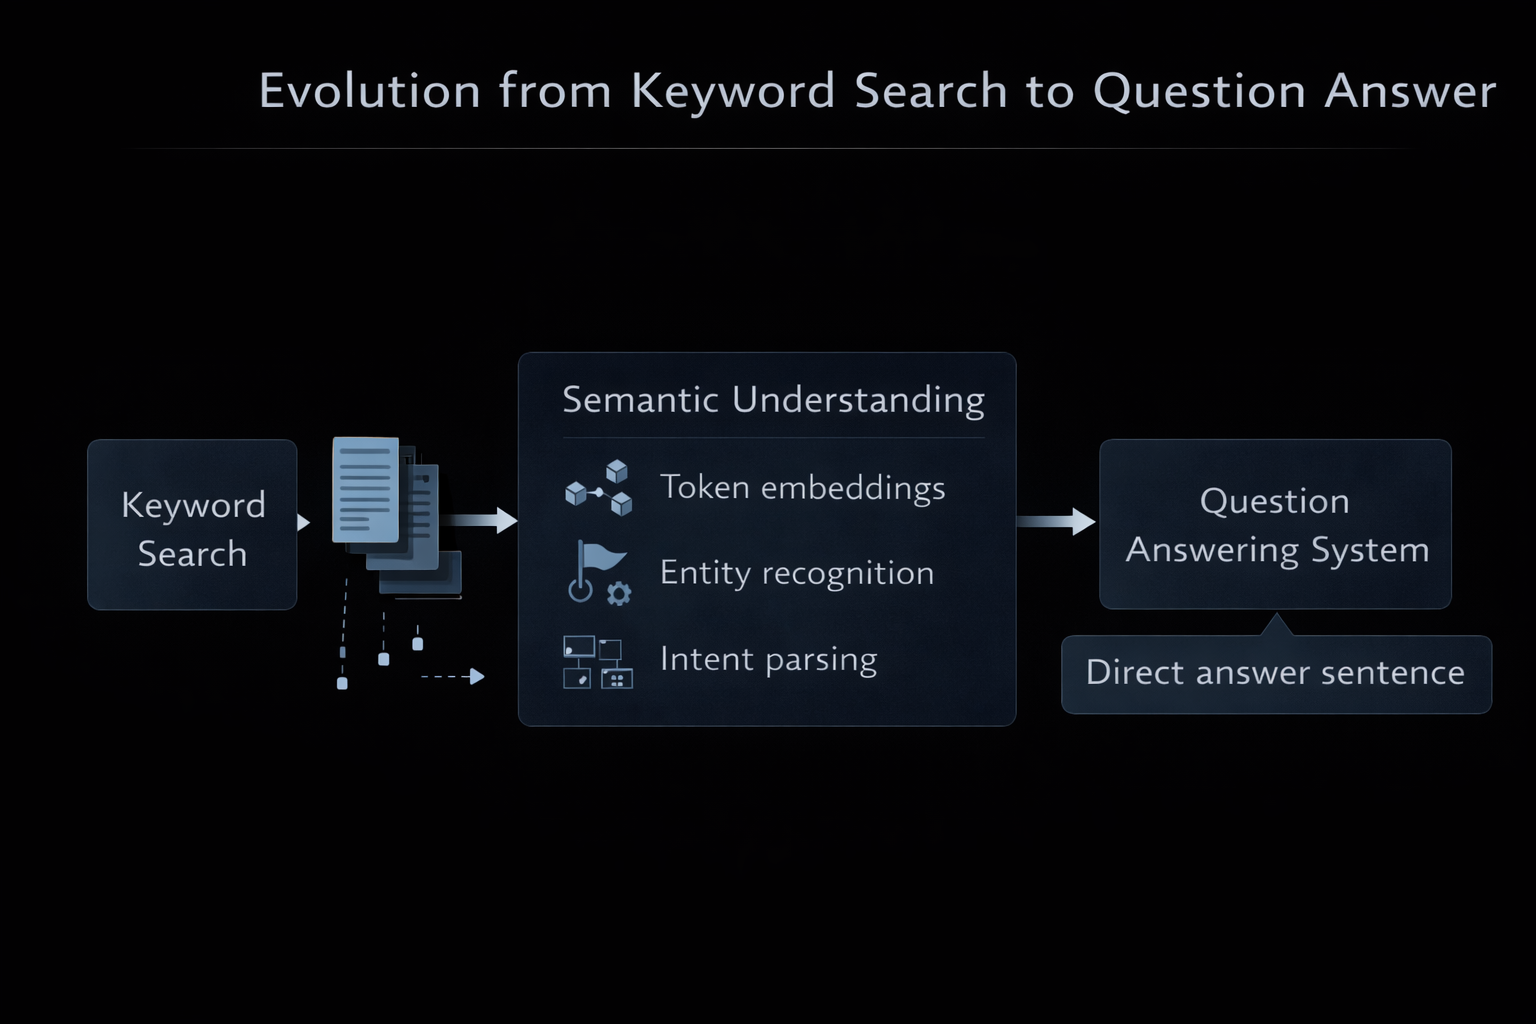 Evolution from Keyword Search to Question Answer
Keyword
Search
Semantic Understanding
Token embeddings
Entity recognition
Intent parsing
Question
Answering System
Direct answer sentence